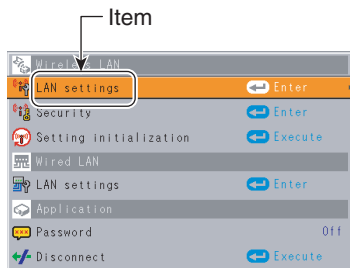 Item
Wireless LAN
LAN settings Enter
Security Enter
Setting initialization Execute
Wired LAN
LAN settings Enter
Application
Password Off
Disconnect Execute